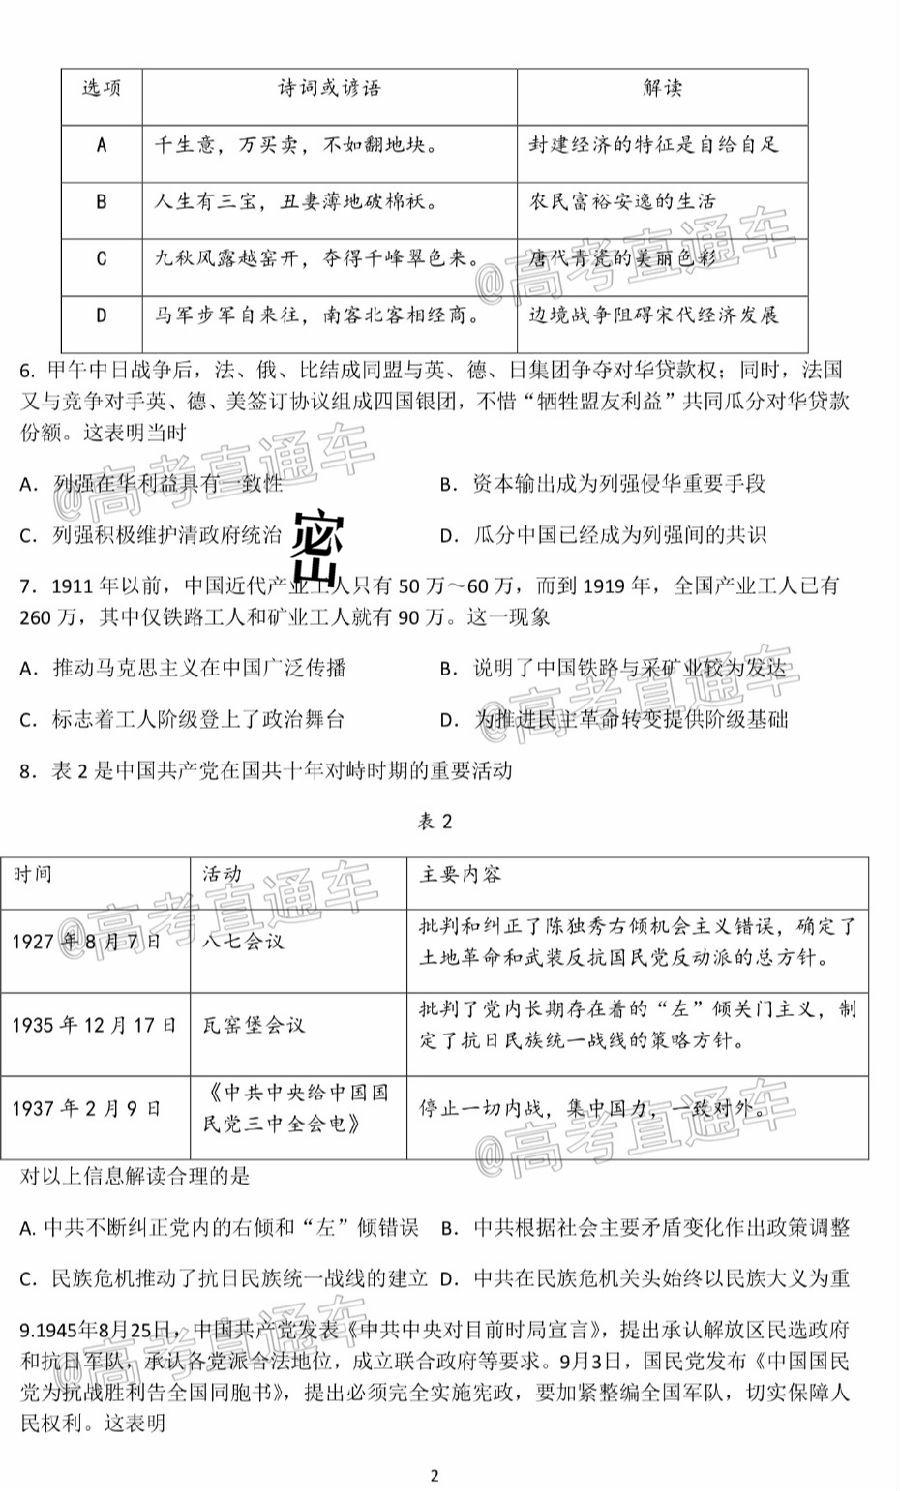 选项 诗词或谚语 解读
A 千生意，万买卖，不如翻地块。 封建经济的特征是自给自足
B 人生有三宝，丑妻薄地破棉袄。 农民富裕安逸的生活
C 九秋风露越窑开，夺得千峰翠色来。 唐代青瓷的美丽色彩
D 马军步军自来往，南客北客相经商。 边境战争阻碍宋代经济发展
@高考直通车
6. 甲午中日战争后，法、俄、比结成同盟与英、德、日集团争夺对华贷款权；同时，法国
又与竞争对手英、德、美签订协议组成四国银团，不惜“牺牲盟友利益”共同瓜分对华贷款
份额。这表明当时
@高考直通车
A．列强在华利益具有一致性 B．资本输出成为列强侵华重要手段
C．列强积极维护清政府统治 D．瓜分中国已经成为列强间的共识
密
7．1911 年以前，中国近代产业工人只有 50 万～60 万，而到 1919 年，全国产业工人已有
260 万，其中仅铁路工人和矿业工人就有 90 万。这一现象
A．推动马克思主义在中国广泛传播 B．说明了中国铁路与采矿业较为发达
@高考直通车
C．标志着工人阶级登上了政治舞台 D．为推进民主革命转变提供阶级基础
8．表 2 是中国共产党在国共十年对峙时期的重要活动
表 2
时间 活动 主要内容
@高考直通车
1927 年 8 月 7 日 八七会议 批判和纠正了陈独秀右倾机会主义错误，确定了
土地革命和武装反抗国民党反动派的总方针。
1935 年 12 月 17 日 瓦窑堡会议 批判了党内长期存在着的“左”倾关门主义，制
定了抗日民族统一战线的策略方针。
1937 年 2 月 9 日 《中共中央给中国国
民党三中全会电》 停止一切内战，集中国力，一致对外。
@高考直通车
对以上信息解读合理的是
A. 中共不断纠正党内的右倾和“左”倾错误 B．中共根据社会主要矛盾变化作出政策调整
C．民族危机推动了抗日民族统一战线的建立 D．中共在民族危机关头始终以民族大义为重
@高考直通车
9.1945年8月25日，中国共产党发表《中共中央对目前时局宣言》，提出承认解放区民选政府
和抗日军队，承认各党派合法地位，成立联合政府等要求。9月3日，国民党发布《中国国民
党为抗战胜利告全国同胞书》，提出必须完全实施宪政，要加紧整编全国军队，切实保障人
民权利。这表明
2